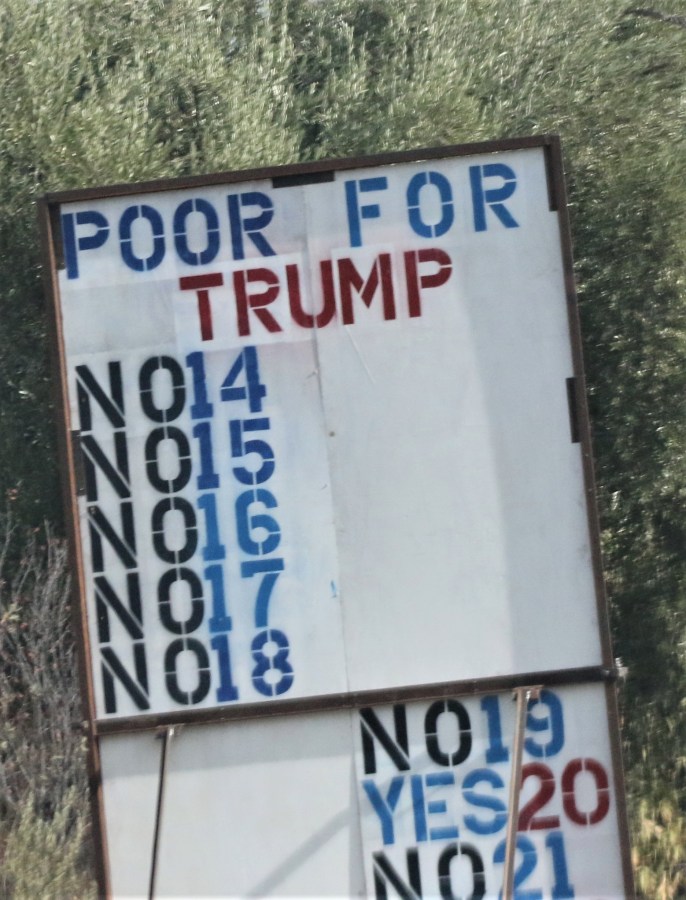 POOR FOR
TRUMP
NO14
NO15
NO16
NO17
NO18
NO19
YES20
NO21